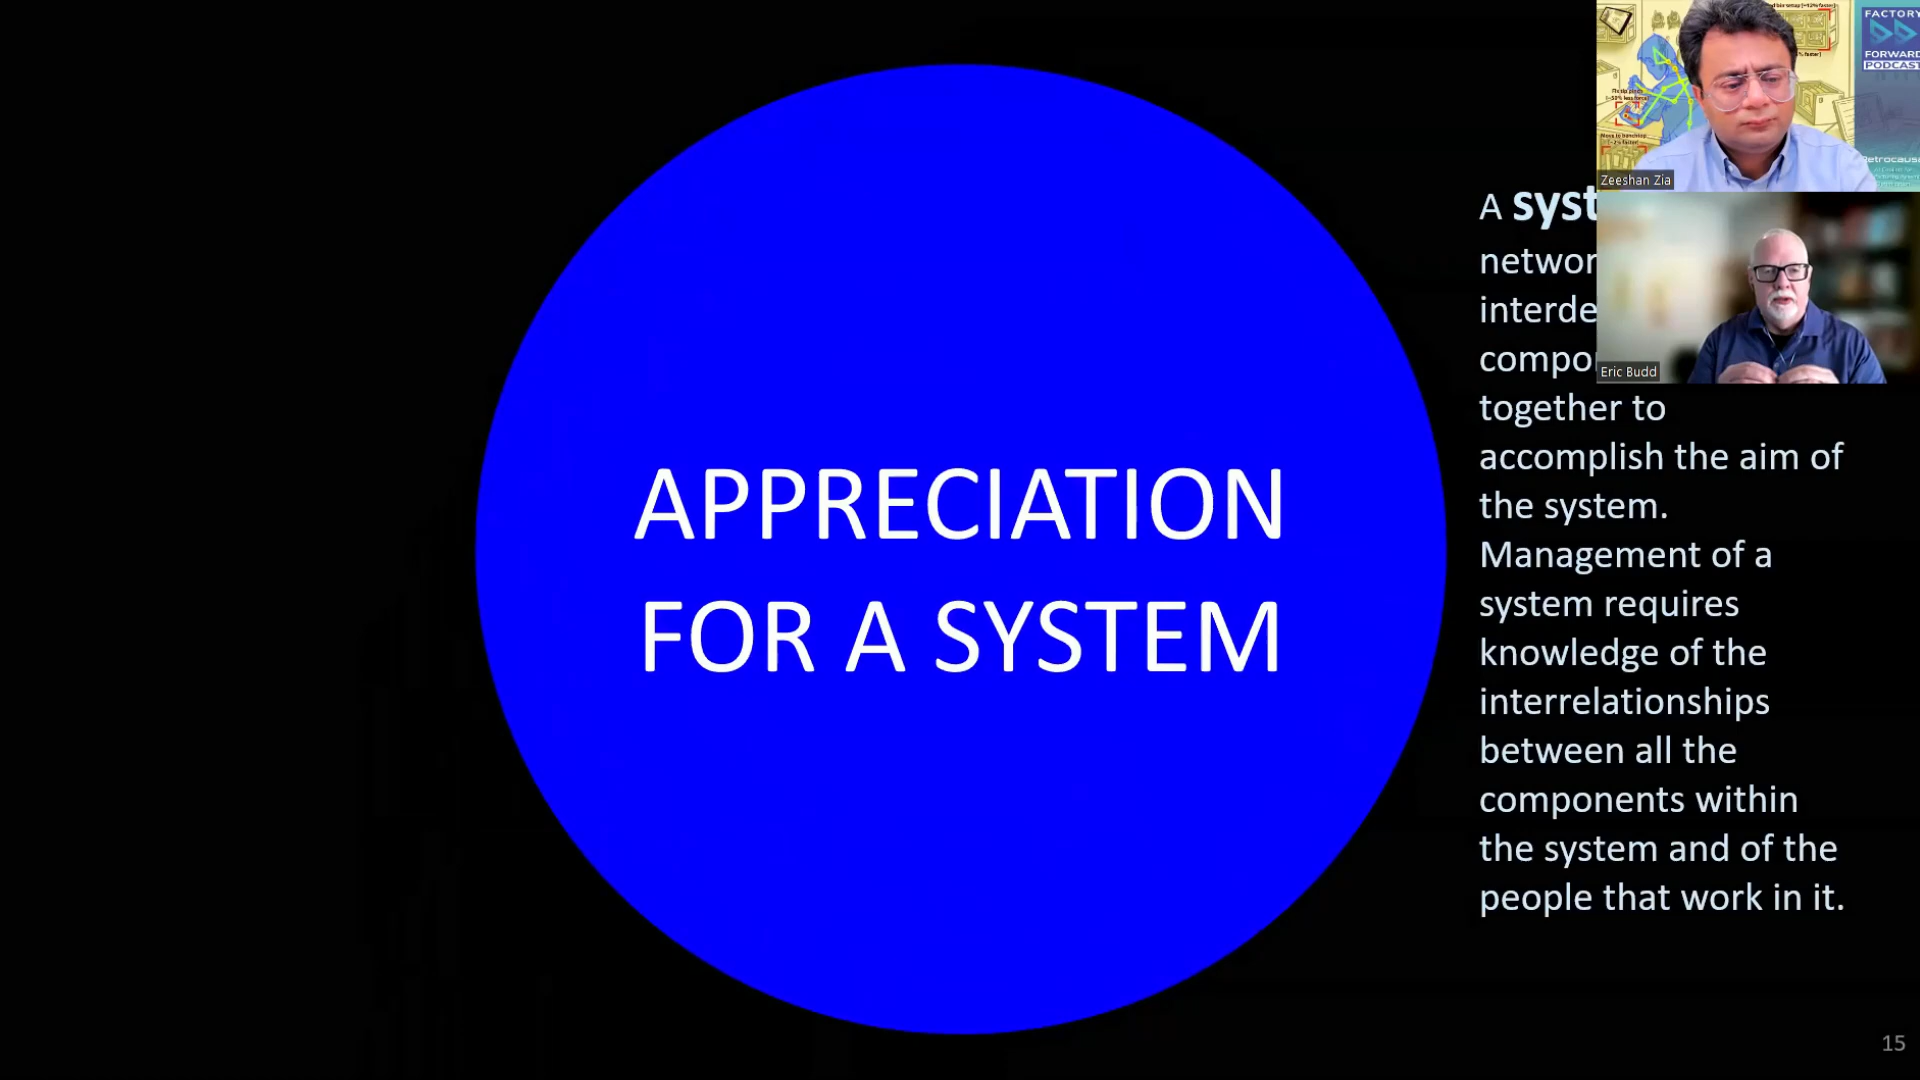 APPRECIATION
FOR A SYSTEM
A syst
networ
interde
compo
together to
accomplish the aim of
the system.
Management of a
system requires
knowledge of the
interrelationships
between all the
components within
the system and of the
people that work in it.
FACTORY
FORWARD
PODCAST
Zeeshan Zia
Eric Budd
15